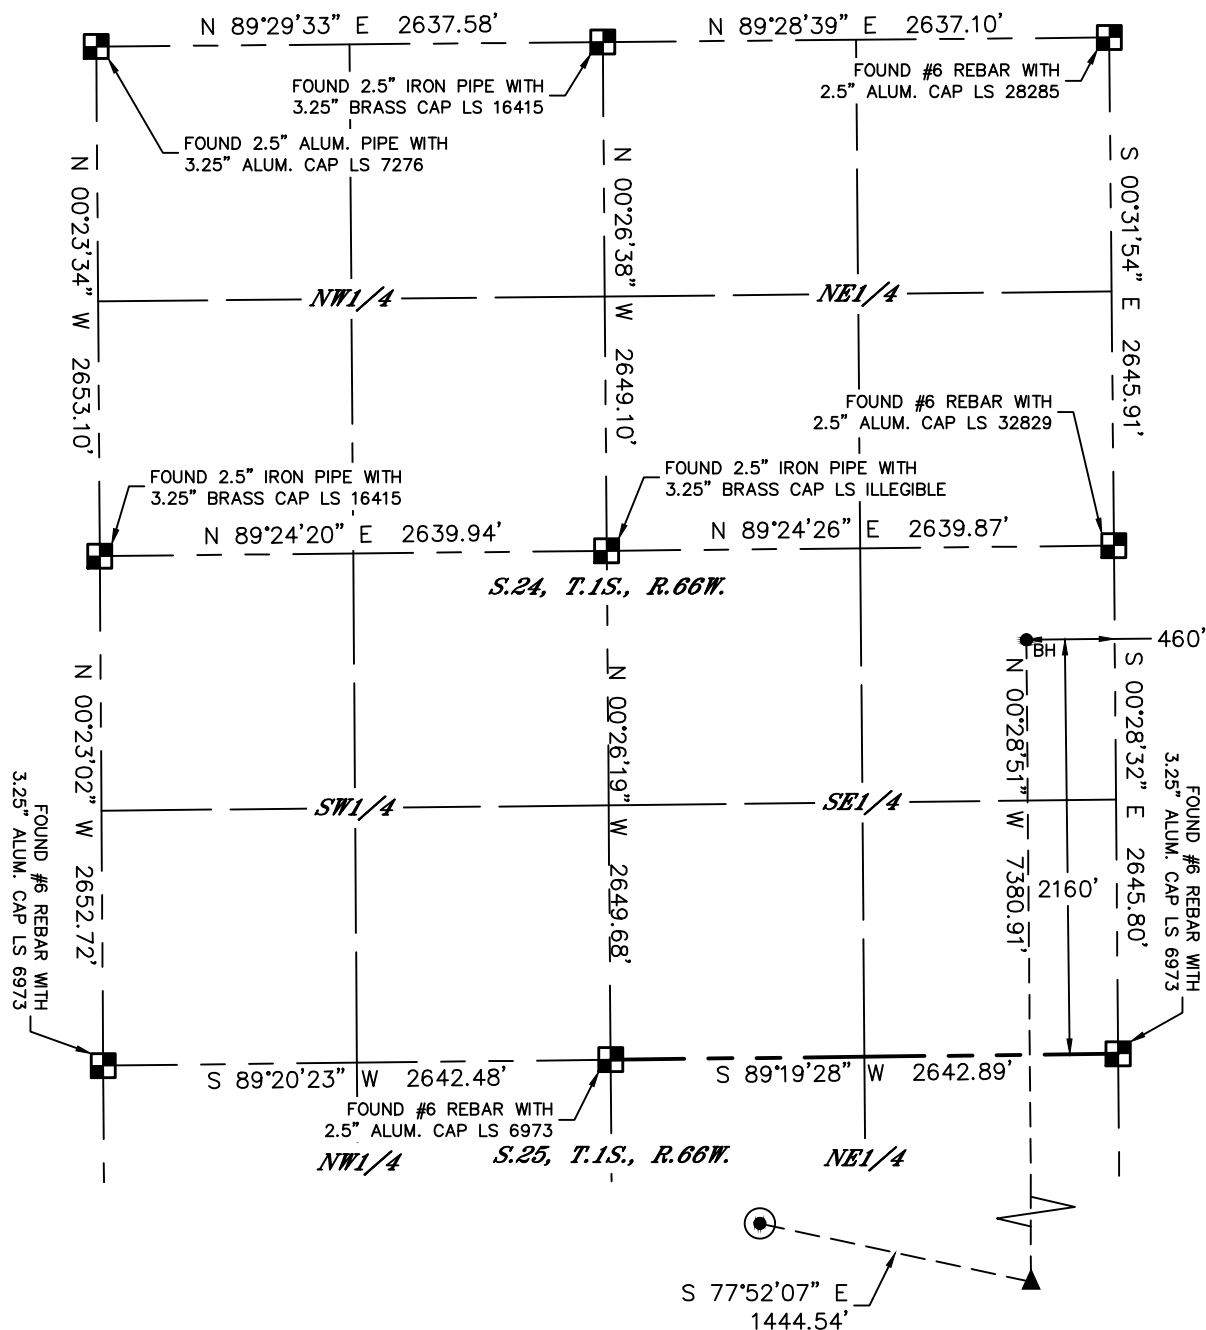 N 89°29'33" E 2637.58'
N 89°28'39" E 2637.10'
FOUND 2.5" IRON PIPE WITH
3.25" BRASS CAP LS 16415
FOUND #6 REBAR WITH
2.5" ALUM. CAP LS 28285
FOUND 2.5" ALUM. PIPE WITH
3.25" ALUM. CAP LS 7276
N 00°23'34" W 2653.10'
N 00°26'38" W 2649.10'
S 00°31'54" E 2645.91'
NW1/4
NE1/4
FOUND #6 REBAR WITH
2.5" ALUM. CAP LS 32829
FOUND 2.5" IRON PIPE WITH
3.25" BRASS CAP LS 16415
FOUND 2.5" IRON PIPE WITH
3.25" BRASS CAP LS ILLEGIBLE
N 89°24'20" E 2639.94'
N 89°24'26" E 2639.87'
S.24, T.1S., R.66W.
460'
BH
N 00°23'02" W 2652.72'
N 00°26'19" W 2649.68'
N 00°28'51" W 7380.91'
S 00°28'32" E 2645.80'
2160'
SW1/4
SE1/4
FOUND #6 REBAR WITH
3.25" ALUM. CAP LS 6973
FOUND #6 REBAR WITH
3.25" ALUM. CAP LS 6973
S 89°20'23" W 2642.48'
S 89°19'28" W 2642.89'
FOUND #6 REBAR WITH
2.5" ALUM. CAP LS 6973
NW1/4
S.25, T.1S., R.66W.
NE1/4
S 77°52'07" E
1444.54'